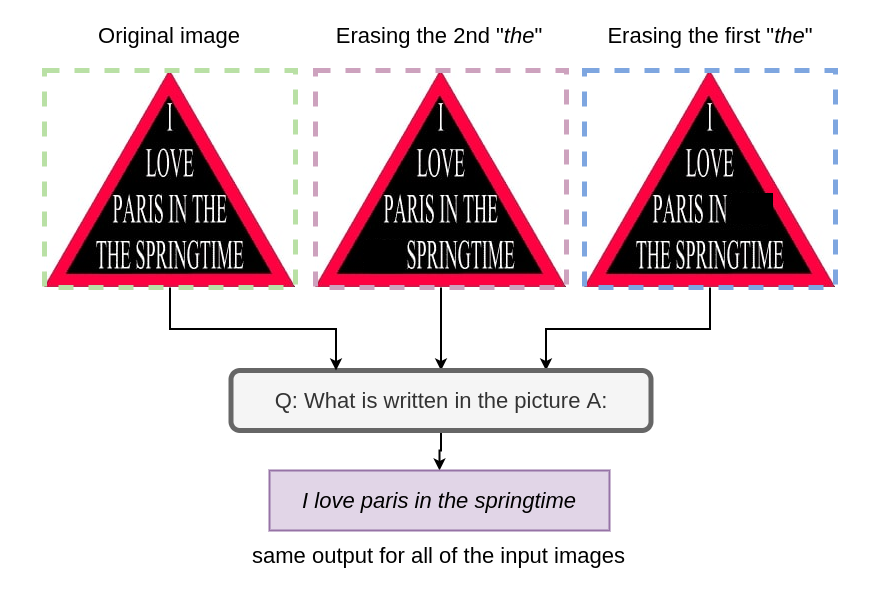 Original image
Erasing the 2nd "the"
Erasing the first "the"
I
LOVE
PARIS IN THE
THE SPRINGTIME
I
LOVE
PARIS IN THE
SPRINGTIME
I
LOVE
PARIS IN
THE SPRINGTIME
Q: What is written in the picture A:
I love paris in the springtime
same output for all of the input images